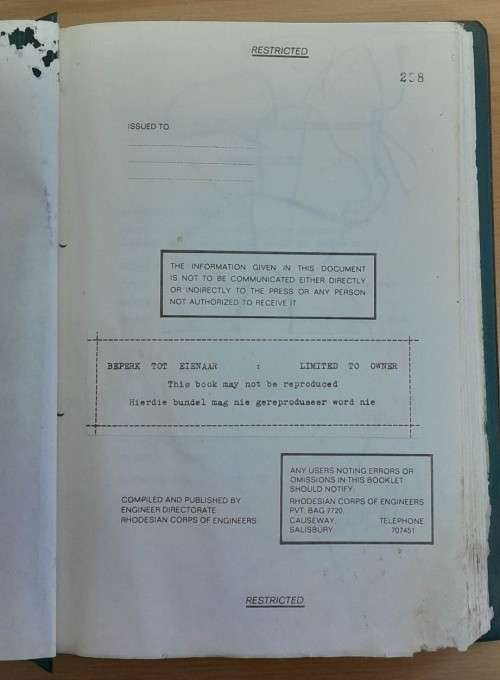 RESTRICTED
238
ISSUED TO
THE INFORMATION GIVEN IN THIS DOCUMENT
IS NOT TO BE COMMUNICATED EITHER DIRECTLY
OR INDIRECTLY TO THE PRESS OR ANY PERSON
NOT AUTHORIZED TO RECEIVE IT
BEPERK TOT EIENAAR : LIMITED TO OWNER
This book may not be reproduced
Hierdie bundel mag nie gereproduseer word nie
ANY USERS NOTING ERRORS OR
OMISSIONS IN THIS BOOKLET
SHOULD NOTIFY:
RHODESIAN CORPS OF ENGINEERS
PVT. BAG 7720,
CAUSEWAY, TELEPHONE
SALISBURY 707451
COMPILED AND PUBLISHED BY
ENGINEER DIRECTORATE
RHODESIAN CORPS OF ENGINEERS
RESTRICTED